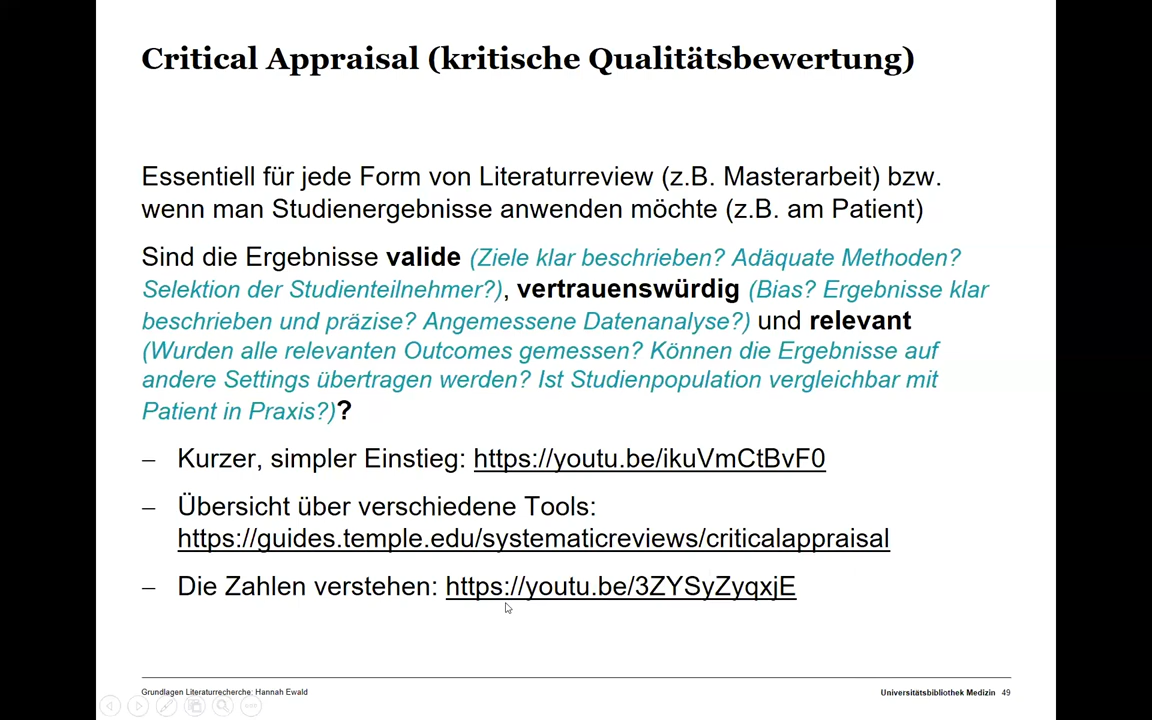 Critical Appraisal (kritische Qualitätsbewertung)
Essentiell für jede Form von Literaturreview (z.B. Masterarbeit) bzw.
wenn man Studienergebnisse anwenden möchte (z.B. am Patient)
Sind die Ergebnisse valide (Ziele klar beschrieben? Adäquate Methoden?
Selektion der Studienteilnehmer?), vertrauenswürdig (Bias? Ergebnisse klar
beschrieben und präzise? Angemessene Datenanalyse?) und relevant
(Wurden alle relevanten Outcomes gemessen? Können die Ergebnisse auf
andere Settings übertragen werden? Ist Studienpopulation vergleichbar mit
Patient in Praxis?)?
– Kurzer, simpler Einstieg: https://youtu.be/ikuVmCtBvF0
– Übersicht über verschiedene Tools:
https://guides.temple.edu/systematicreviews/criticalappraisal
– Die Zahlen verstehen: https://youtu.be/3ZYSyZyqxjE
Grundlagen Literaturrecherche: Hannah Ewald
Universitätsbibliothek Medizin 49